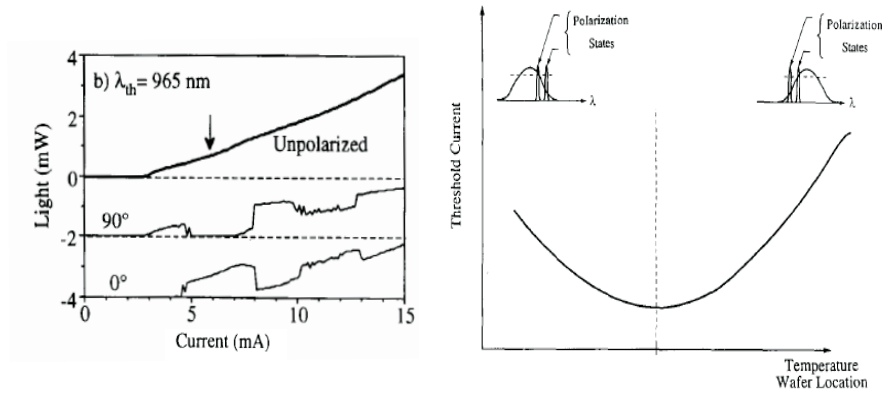 b) λth= 965 nm
Unpolarized
90°
0°
4
2
0
-2
-4
0
5
10
15
Light (mW)
Current (mA)
Polarization
States
λ
Polarization
States
λ
Threshold Current
Temperature
Wafer Location